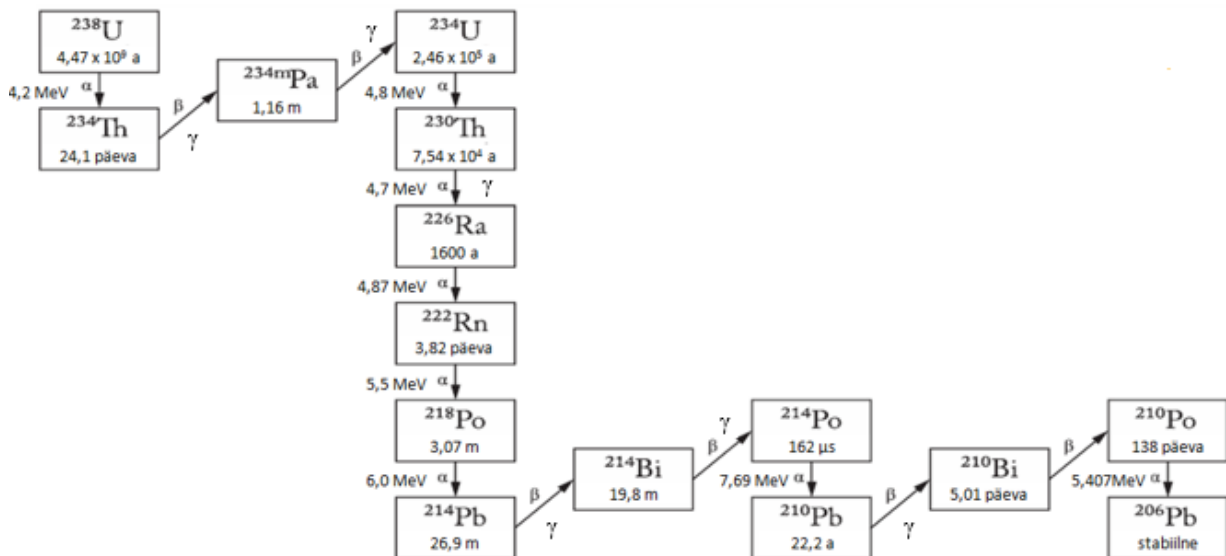 ²³⁸U
4,47 x 10⁹ a
4,2 MeV α
²³⁴Th
24,1 päeva
β
γ
²³⁴ᵐPa
1,16 m
β
γ
²³⁴U
2,46 x 10⁵ a
4,8 MeV α
²³⁰Th
7,54 x 10⁴ a
4,7 MeV α γ
²²⁶Ra
1600 a
4,87 MeV α
²²²Rn
3,82 päeva
5,5 MeV α
²¹⁸Po
3,07 m
6,0 MeV α
²¹⁴Pb
26,9 m
β
γ
²¹⁴Bi
19,8 m
β
γ
²¹⁴Po
162 µs
7,69 MeV α
²¹⁰Pb
22,2 a
β
γ
²¹⁰Bi
5,01 päeva
β
²¹⁰Po
138 päeva
5,407MeV α
²⁰⁶Pb
stabiilne